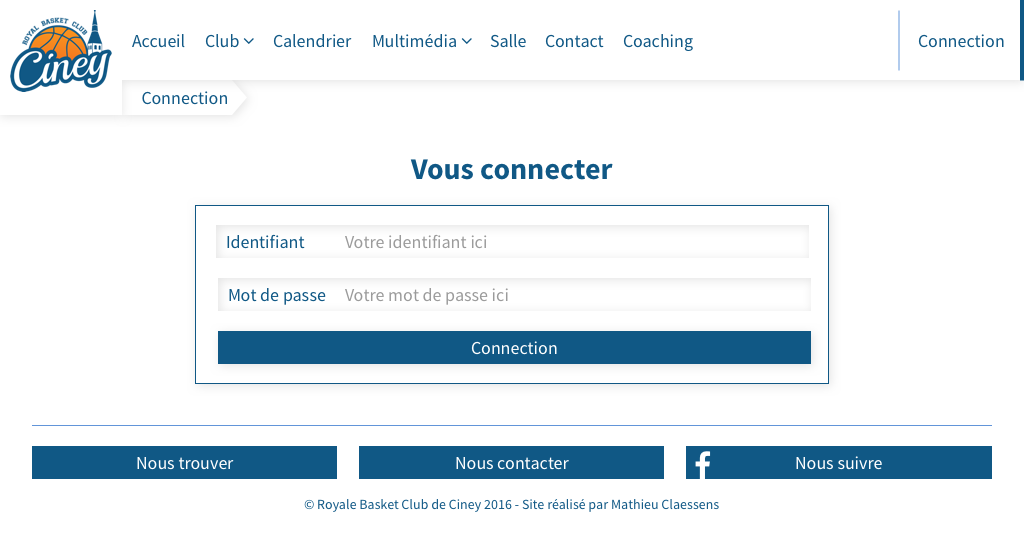 ROYAL BASKET CLUB
Ciney
Accueil Club Calendrier Multimédia Salle Contact Coaching Connection
Connection
Vous connecter
Identifiant Votre identifiant ici
Mot de passe Votre mot de passe ici
Connection
Nous trouver Nous contacter Nous suivre
© Royale Basket Club de Ciney 2016 - Site réalisé par Mathieu Claessens